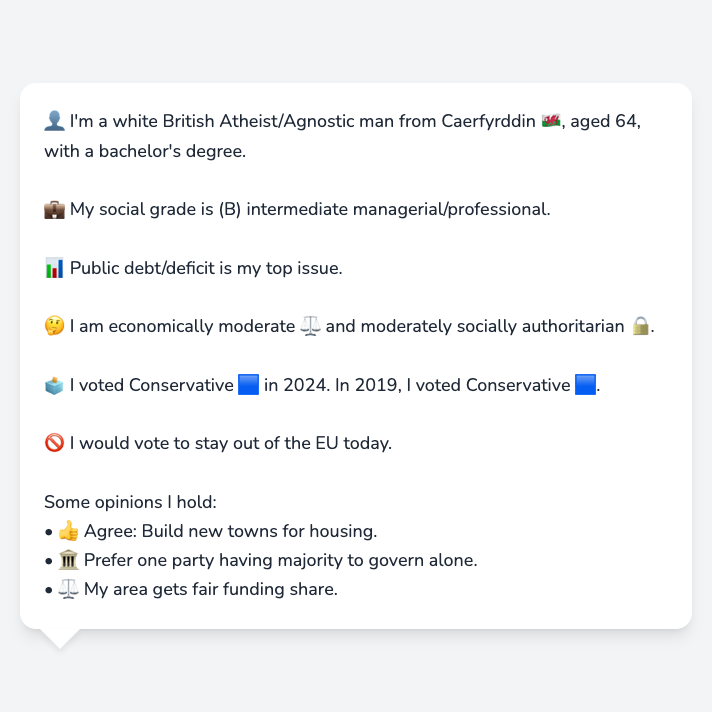 👤 I'm a white British Atheist/Agnostic man from Caerfyrddin 🏴󠁧󠁢󠁷󠁬󠁳󠁿, aged 64,
with a bachelor's degree.
💼 My social grade is (B) intermediate managerial/professional.
📊 Public debt/deficit is my top issue.
🤔 I am economically moderate ⚖️ and moderately socially authoritarian 🔒.
🗳️ I voted Conservative 🟦 in 2024. In 2019, I voted Conservative 🟦.
🚫 I would vote to stay out of the EU today.
Some opinions I hold:
• 👍 Agree: Build new towns for housing.
• 🏛️ Prefer one party having majority to govern alone.
• ⚖️ My area gets fair funding share.